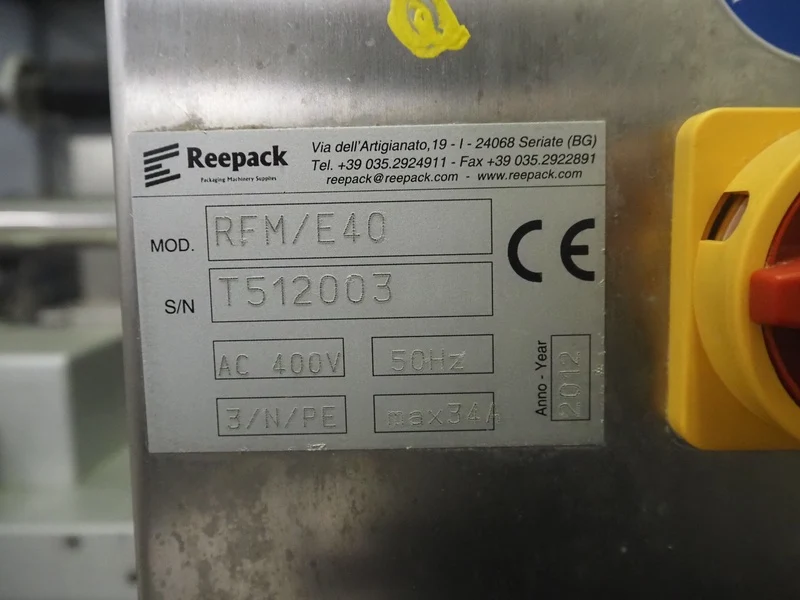 Reepack
Packaging Machinery Supplies
Via dell'Artigianato,19 - I - 24068 Seriate (BG)
Tel. +39 035.2924911 - Fax +39 035.2922891
reepack@reepack.com - www.reepack.com
MOD. RFM/E40
S/N T512003
CE
AC 400V 50Hz
3/N/PE max34A
Anno - Year 2012